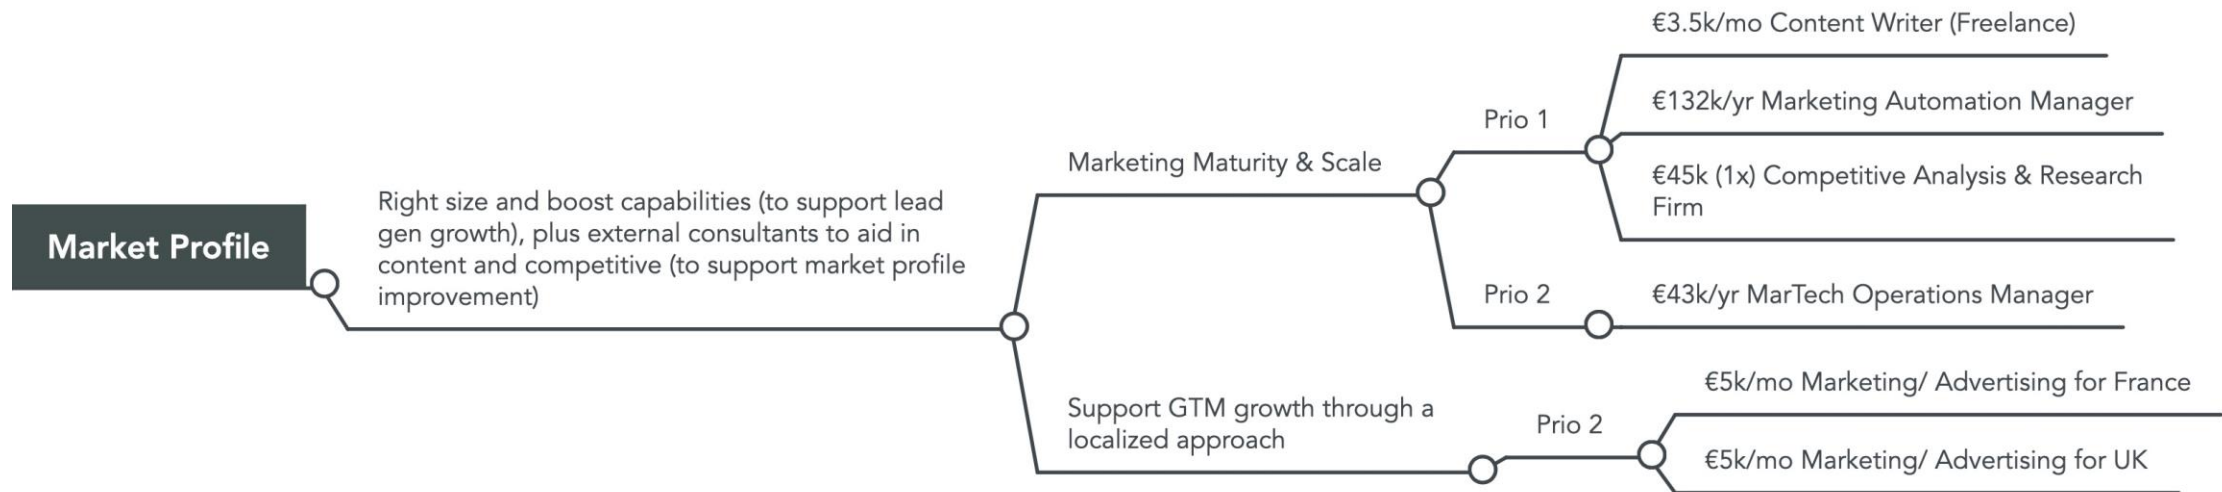 Market Profile
Right size and boost capabilities (to support lead
gen growth), plus external consultants to aid in
content and competitive (to support market profile
improvement)
Marketing Maturity & Scale
Prio 1
€3.5k/mo Content Writer (Freelance)
€132k/yr Marketing Automation Manager
€45k (1x) Competitive Analysis & Research
Firm
Prio 2
€43k/yr MarTech Operations Manager
Support GTM growth through a
localized approach
Prio 2
€5k/mo Marketing/ Advertising for France
€5k/mo Marketing/ Advertising for UK